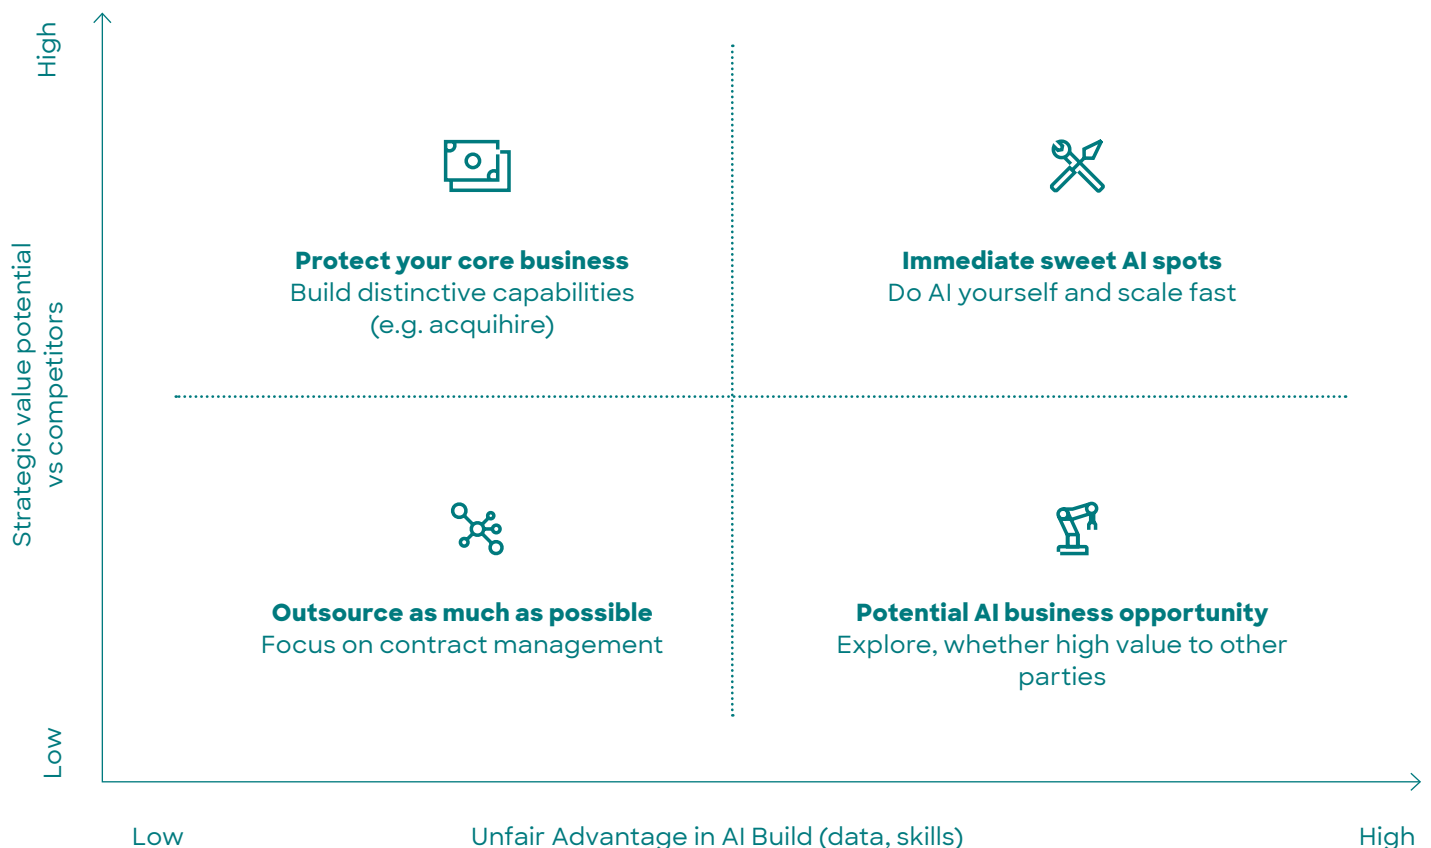 High
Strategic value potential
vs competitors
Low
Protect your core business
Build distinctive capabilities
(e.g. acquihire)
Immediate sweet AI spots
Do AI yourself and scale fast
Outsource as much as possible
Focus on contract management
Potential AI business opportunity
Explore, whether high value to other
parties
Low
Unfair Advantage in AI Build (data, skills)
High